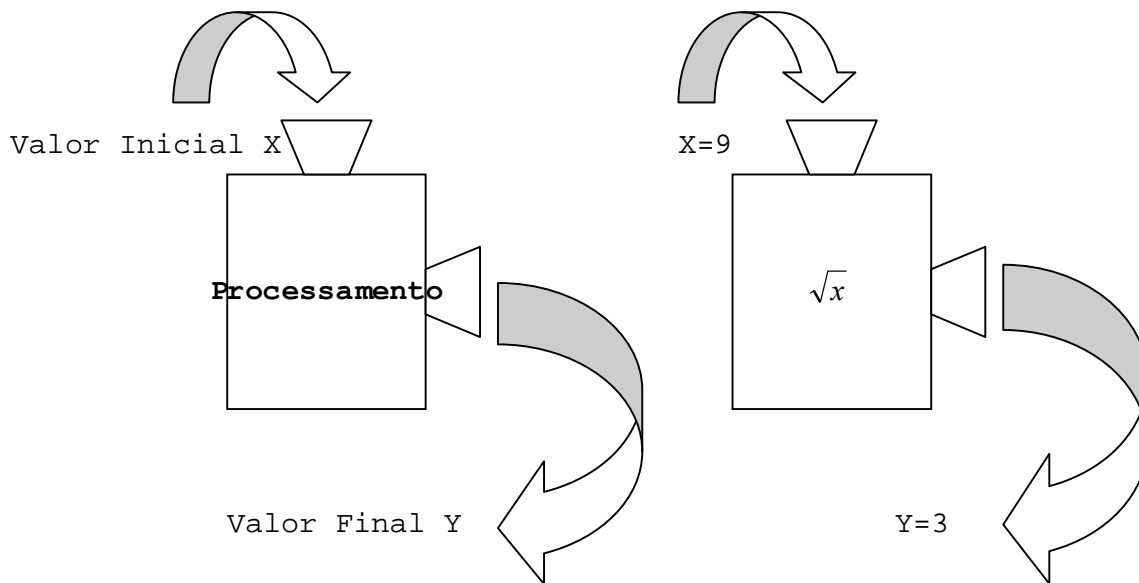 Valor Inicial X
Processamento
Valor Final Y
X=9
√x
Y=3